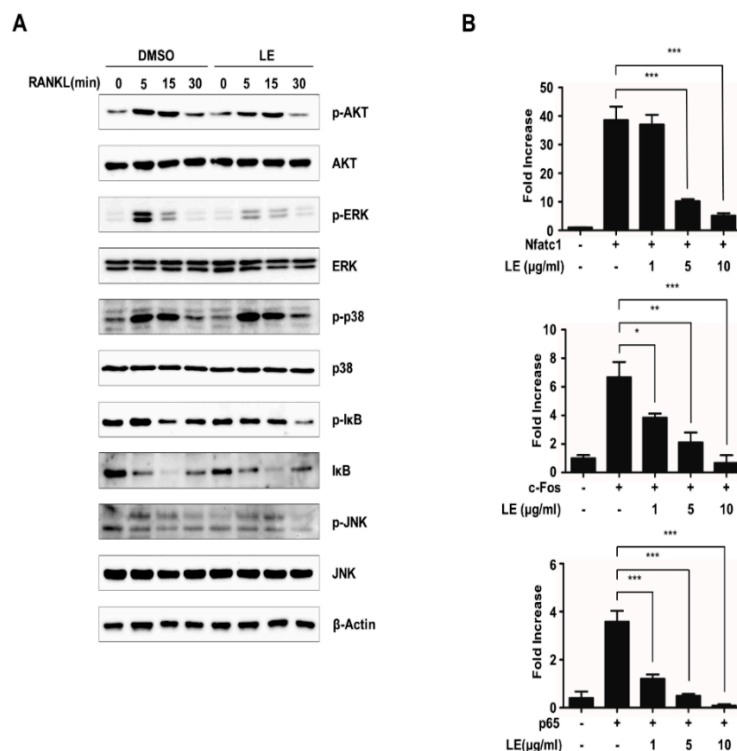 A
DMSO LE
RANKL(min) 0 5 15 30 0 5 15 30
p-AKT
AKT
p-ERK
ERK
p-p38
p38
p-IκB
IκB
p-JNK
JNK
β-Actin
B
***
***
Fold Increase
50
40
30
20
10
0
Nfatc1 - + + + +
LE (μg/ml) - - 1 5 10
***
**
*
Fold Increase
10
8
6
4
2
0
c-Fos - + + + +
LE (μg/ml) - - 1 5 10
***
***
***
Fold Increase
6
4
2
0
p65 - + + + +
LE(μg/ml) - - 1 5 10